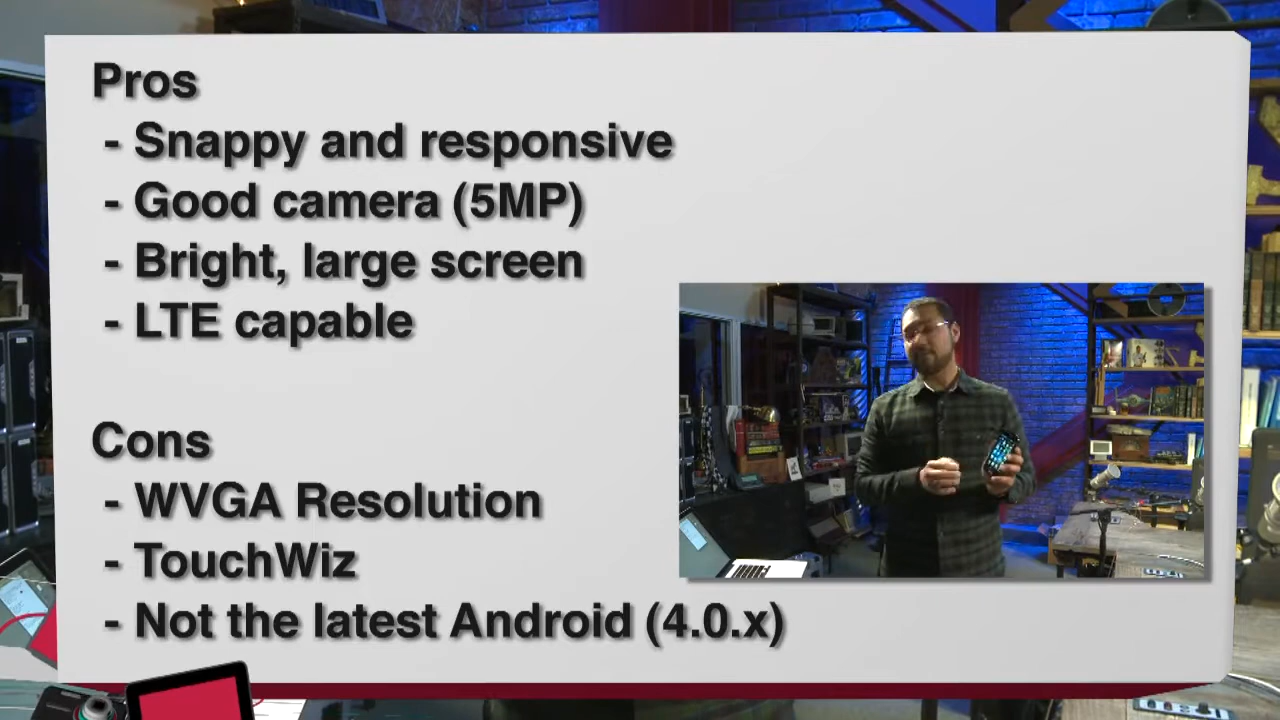 Pros
- Snappy and responsive
- Good camera (5MP)
- Bright, large screen
- LTE capable
Cons
- WVGA Resolution
- TouchWiz
- Not the latest Android (4.0.x)